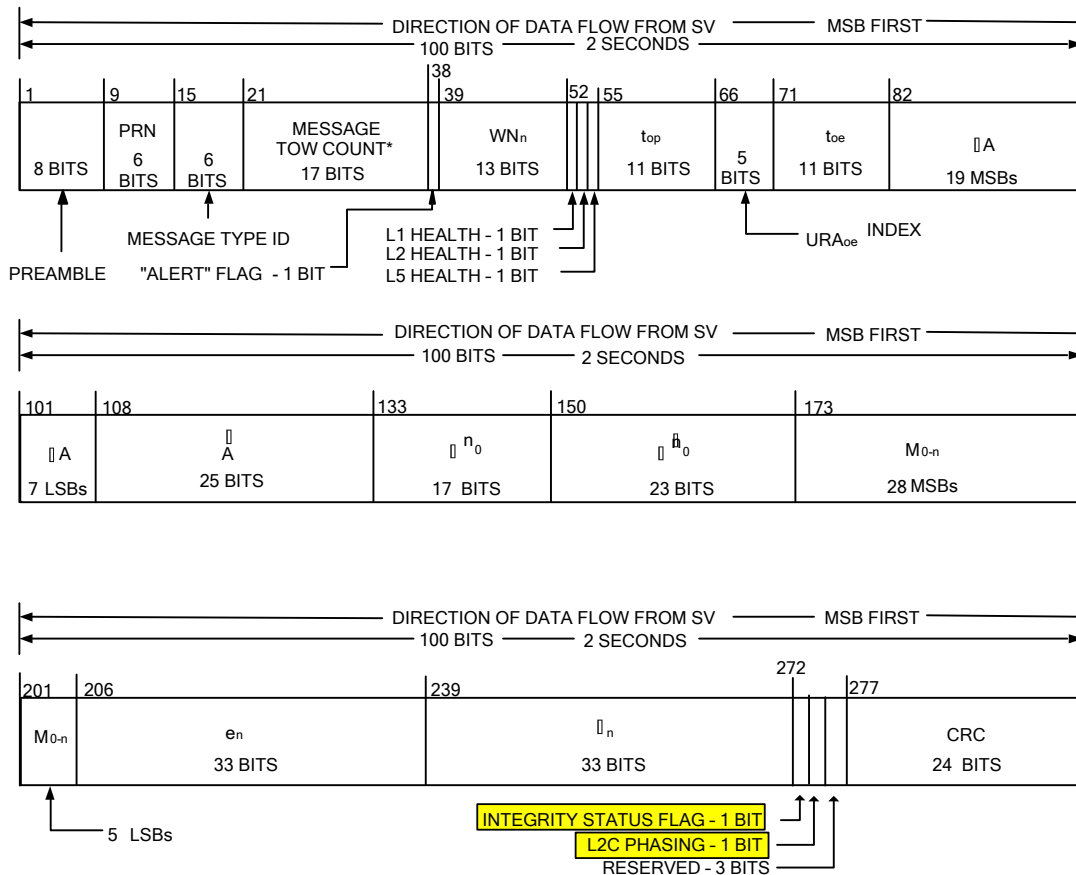 DIRECTION OF DATA FLOW FROM SV MSB FIRST
100 BITS 2 SECONDS
1 9 15 21 38 39 52 55 66 71 82
PRN
6 BITS
8 BITS
6 BITS
MESSAGE TOW COUNT*
17 BITS
WNn
13 BITS
top
11 BITS
5 BITS
toe
11 BITS
▯A
19 MSBs
PREAMBLE
MESSAGE TYPE ID
"ALERT" FLAG - 1 BIT
L1 HEALTH - 1 BIT
L2 HEALTH - 1 BIT
L5 HEALTH - 1 BIT
URAoe INDEX
DIRECTION OF DATA FLOW FROM SV MSB FIRST
100 BITS 2 SECONDS
101 108 133 150 173
▯A
7 LSBs
A
25 BITS
▯n0
17 BITS
23 BITS
M0-n
28 MSBs
DIRECTION OF DATA FLOW FROM SV MSB FIRST
100 BITS 2 SECONDS
201 206 239 272 277
M0-n
en
33 BITS
▯n
33 BITS
CRC
24 BITS
5 LSBs
INTEGRITY STATUS FLAG - 1 BIT
L2C PHASING - 1 BIT
RESERVED - 3 BITS